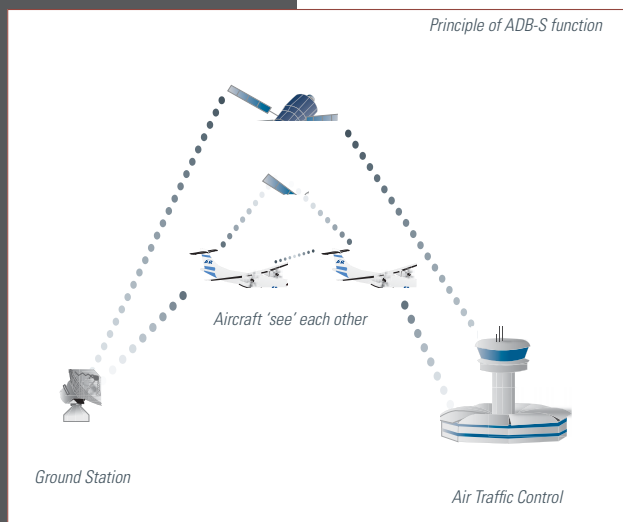 Principle of ADB-S function
Aircraft 'see' each other
Ground Station
Air Traffic Control